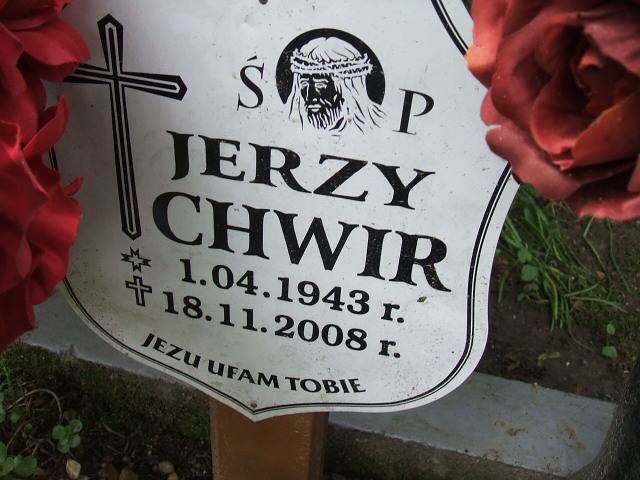 Ś P
JERZY
CHWIR
1.04.1943 r.
18.11.2008 r.
JEZU UFAM TOBIE